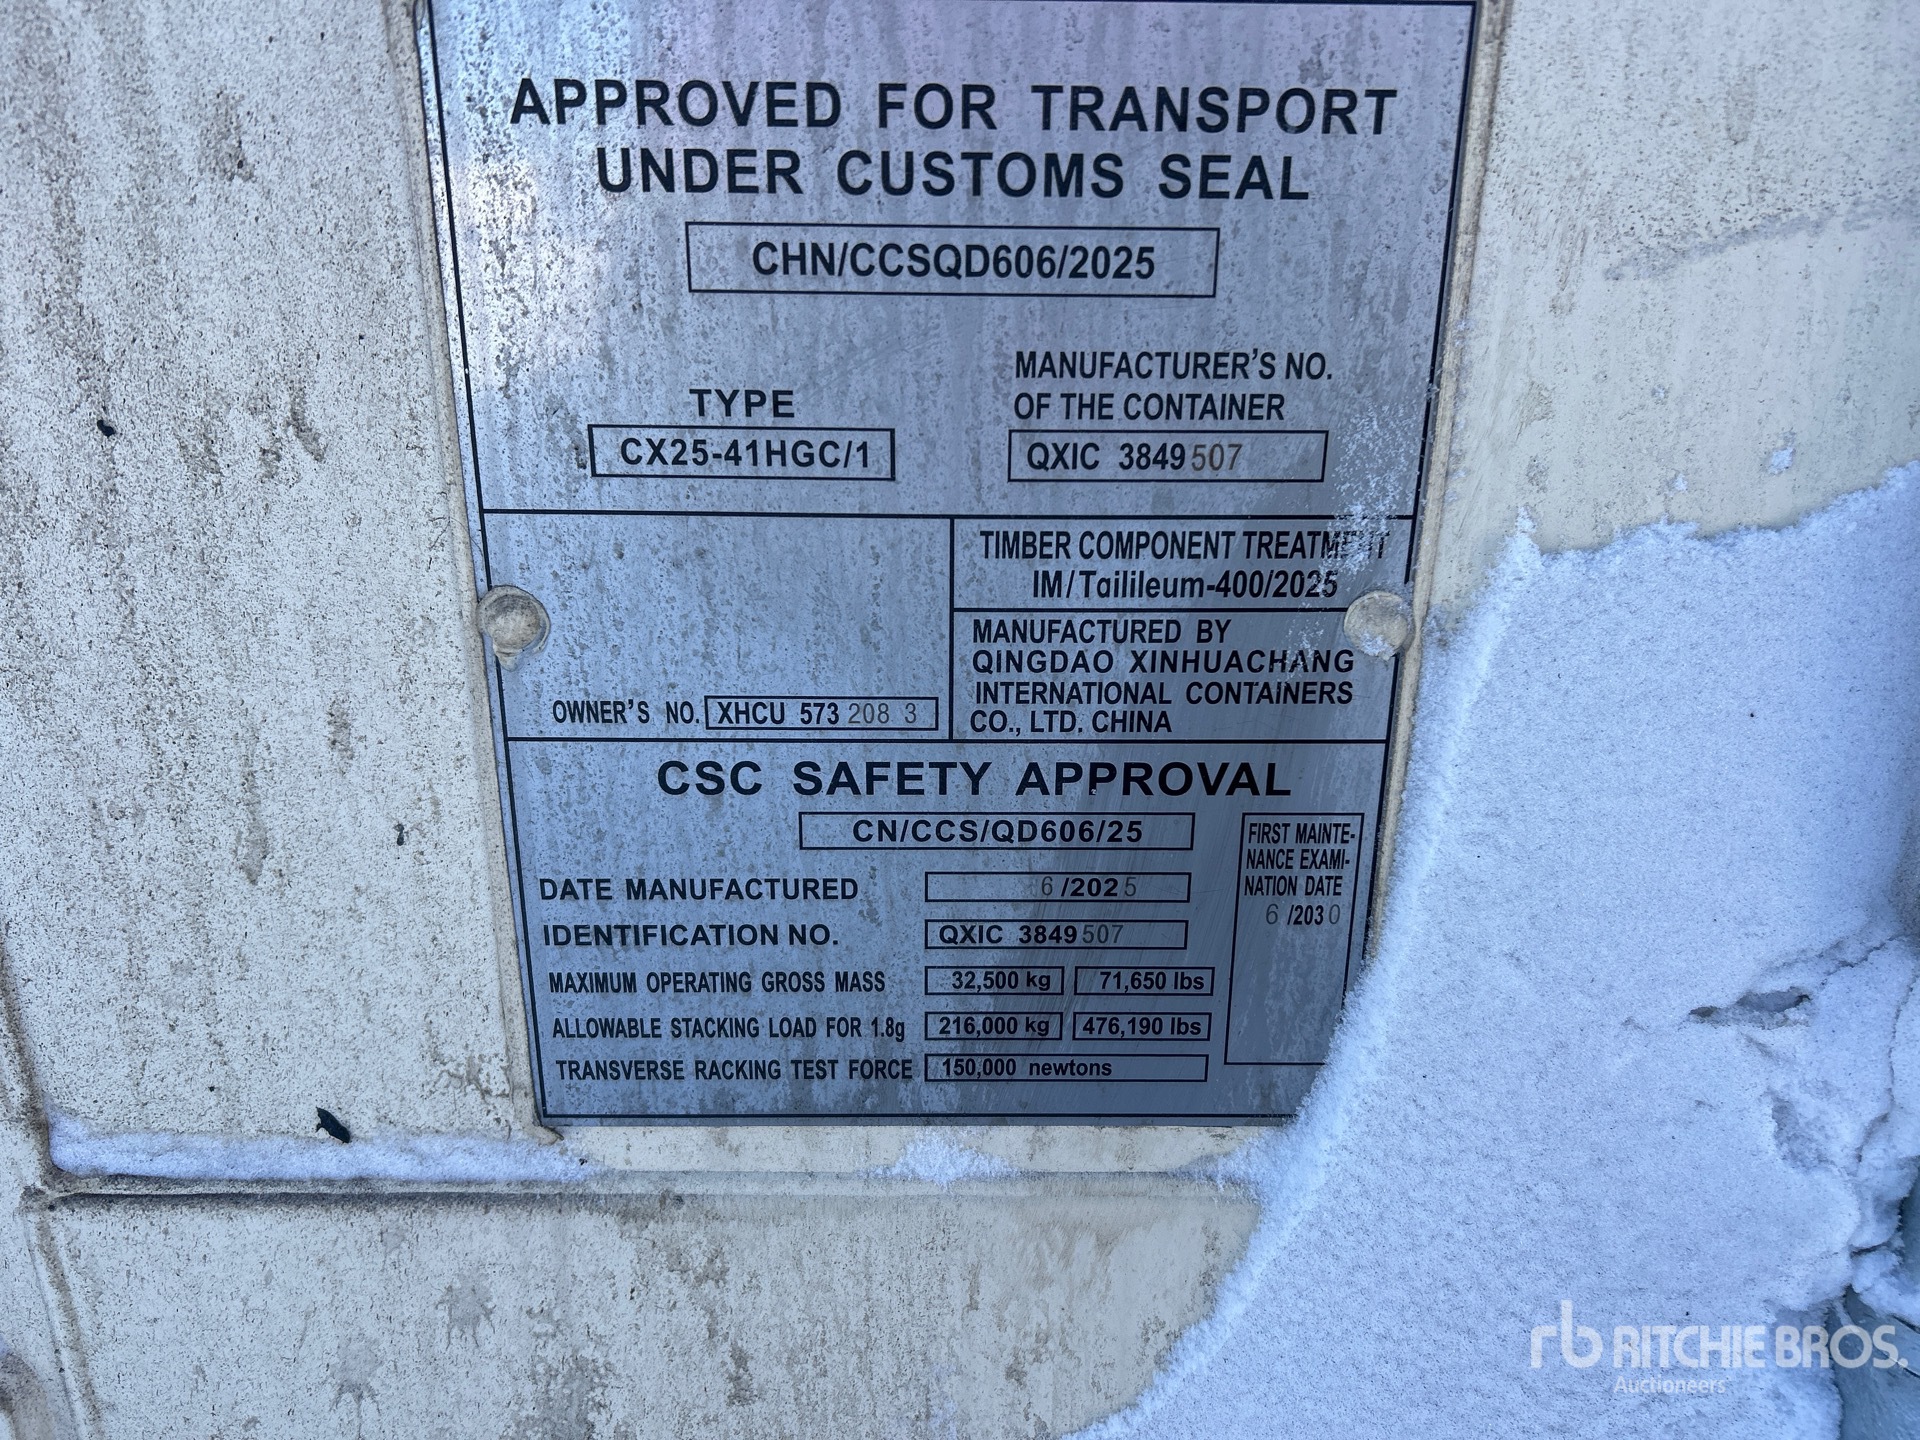 APPROVED FOR TRANSPORT
UNDER CUSTOMS SEAL
CHN/CCSQD606/2025
TYPE
CX25-41HGC/1
MANUFACTURER'S NO.
OF THE CONTAINER
QXIC 3849507
TIMBER COMPONENT TREATMENT
IM/Tailileum-400/2025
MANUFACTURED BY
QINGDAO XINHUACHANG
INTERNATIONAL CONTAINERS
CO., LTD. CHINA
OWNER'S NO. XHCU 573 208 3
CSC SAFETY APPROVAL
CN/CCS/QD606/25
DATE MANUFACTURED 6 /2025
IDENTIFICATION NO. QXIC 3849507
MAXIMUM OPERATING GROSS MASS 32,500 kg 71,650 lbs
ALLOWABLE STACKING LOAD FOR 1.8g 216,000 kg 476,190 lbs
TRANSVERSE RACKING TEST FORCE 150,000 newtons
FIRST MAINTE-
NANCE EXAMI-
NATION DATE
6 /2030
rb RITCHIE BROS.
Auctioneers